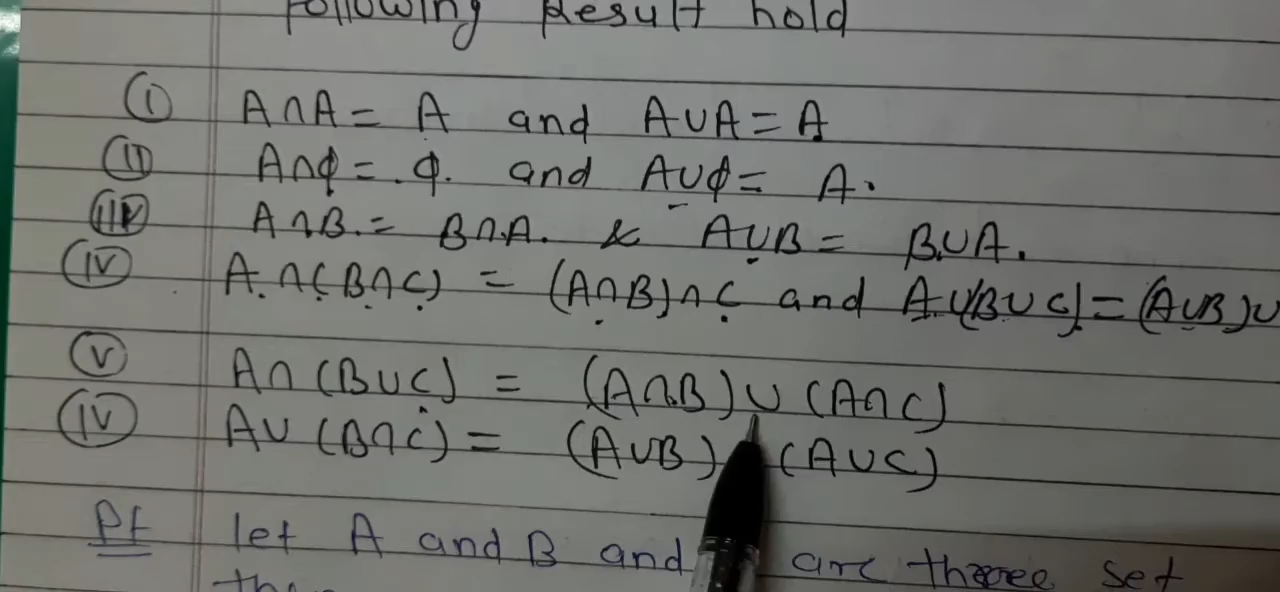 following Result hold
(i) A∩A = A and A∪A = A
(ii) A∩ϕ = .ϕ. and A∪ϕ = A.
(iii) A∩B. = B∩A. & A∪B = B∪A.
(iv) A.∩(B∩C) = (A∩B)∩C and A∪(B∪C) = (A∪B)∪
(v) A∩(B∪C) = (A∩B)∪(A∩C)
(iv) A∪(B∩C) = (A∪B) (A∪C)
Pf let A and B and are three set